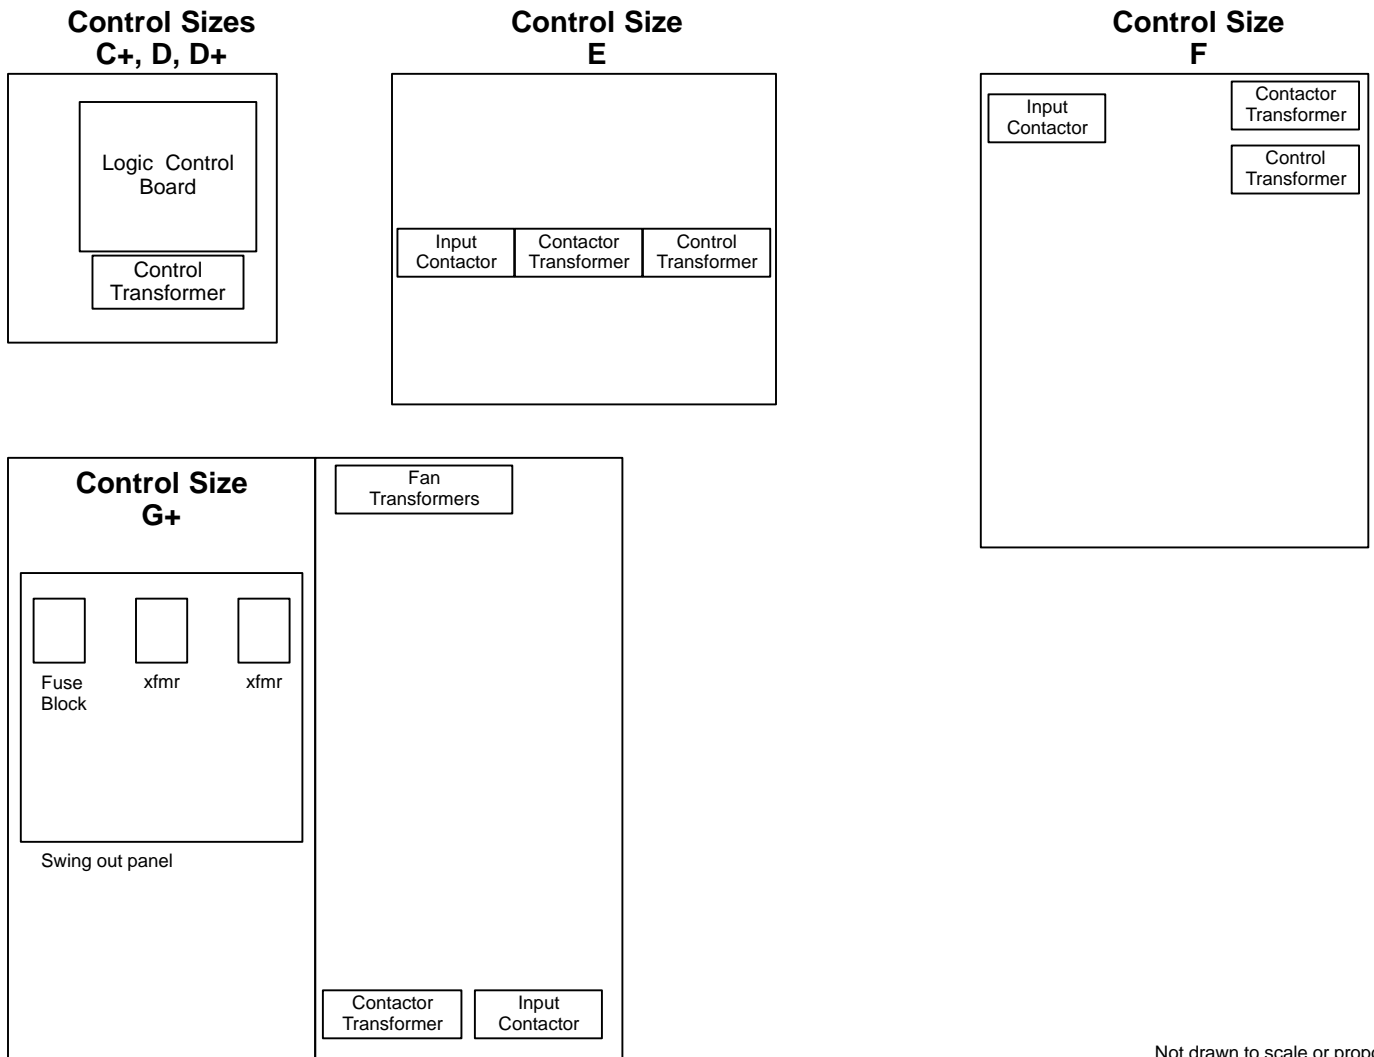 Control Sizes
C+, D, D+
Logic Control
Board
Control
Transformer
Control Size
E
Input
Contactor
Contactor
Transformer
Control
Transformer
Control Size
F
Input
Contactor
Contactor
Transformer
Control
Transformer
Control Size
G+
Fuse
Block
xfmr
xfmr
Swing out panel
Fan
Transformers
Contactor
Transformer
Input
Contactor
Not drawn to scale or